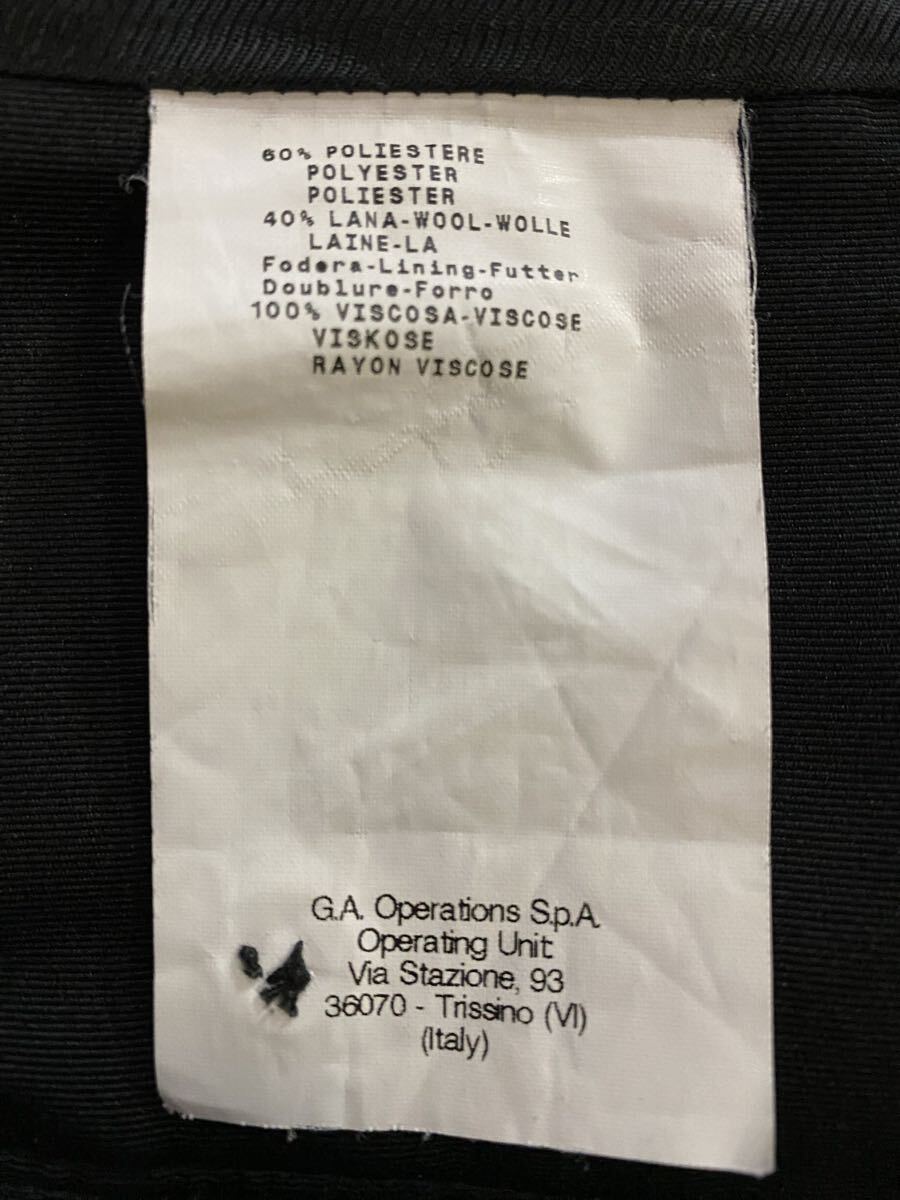 60% POLIESTERE
POLYESTER
POLIESTER
40% LANA-WOOL-WOLLE
LAINE-LA
Fodera-Lining-Futter
Doublure-Forro
100% VISCOSA-VISCOSE
VISKOSE
RAYON VISCOSE
G.A. Operations S.p.A.
Operating Unit
Via Stazione, 93
36070 - Trissino (VI)
(Italy)